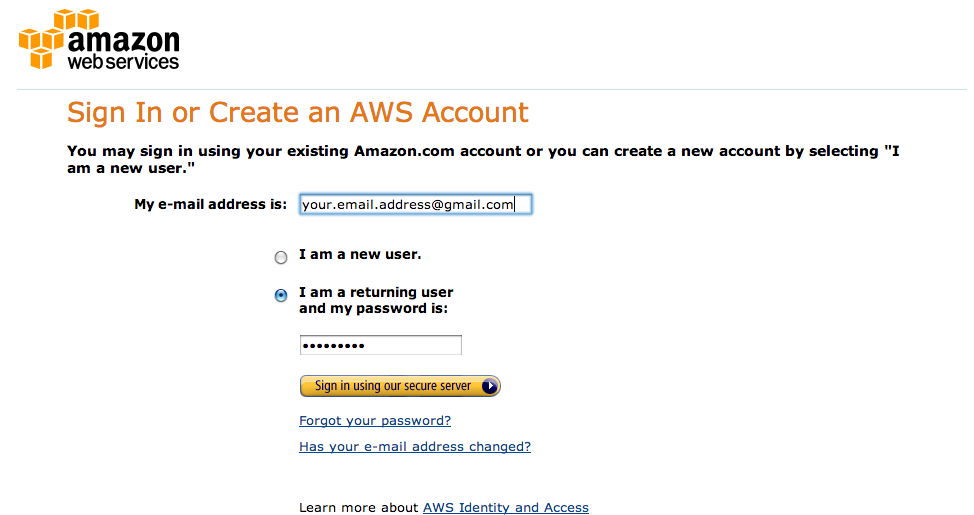 amazon
webservices
Sign In or Create an AWS Account
You may sign in using your existing Amazon.com account or you can create a new account by selecting "I
am a new user."
My e-mail address is: your.email.address@gmail.com
I am a new user.
I am a returning user
and my password is:
•••••••••
Sign in using our secure server
Forgot your password?
Has your e-mail address changed?
Learn more about AWS Identity and Access